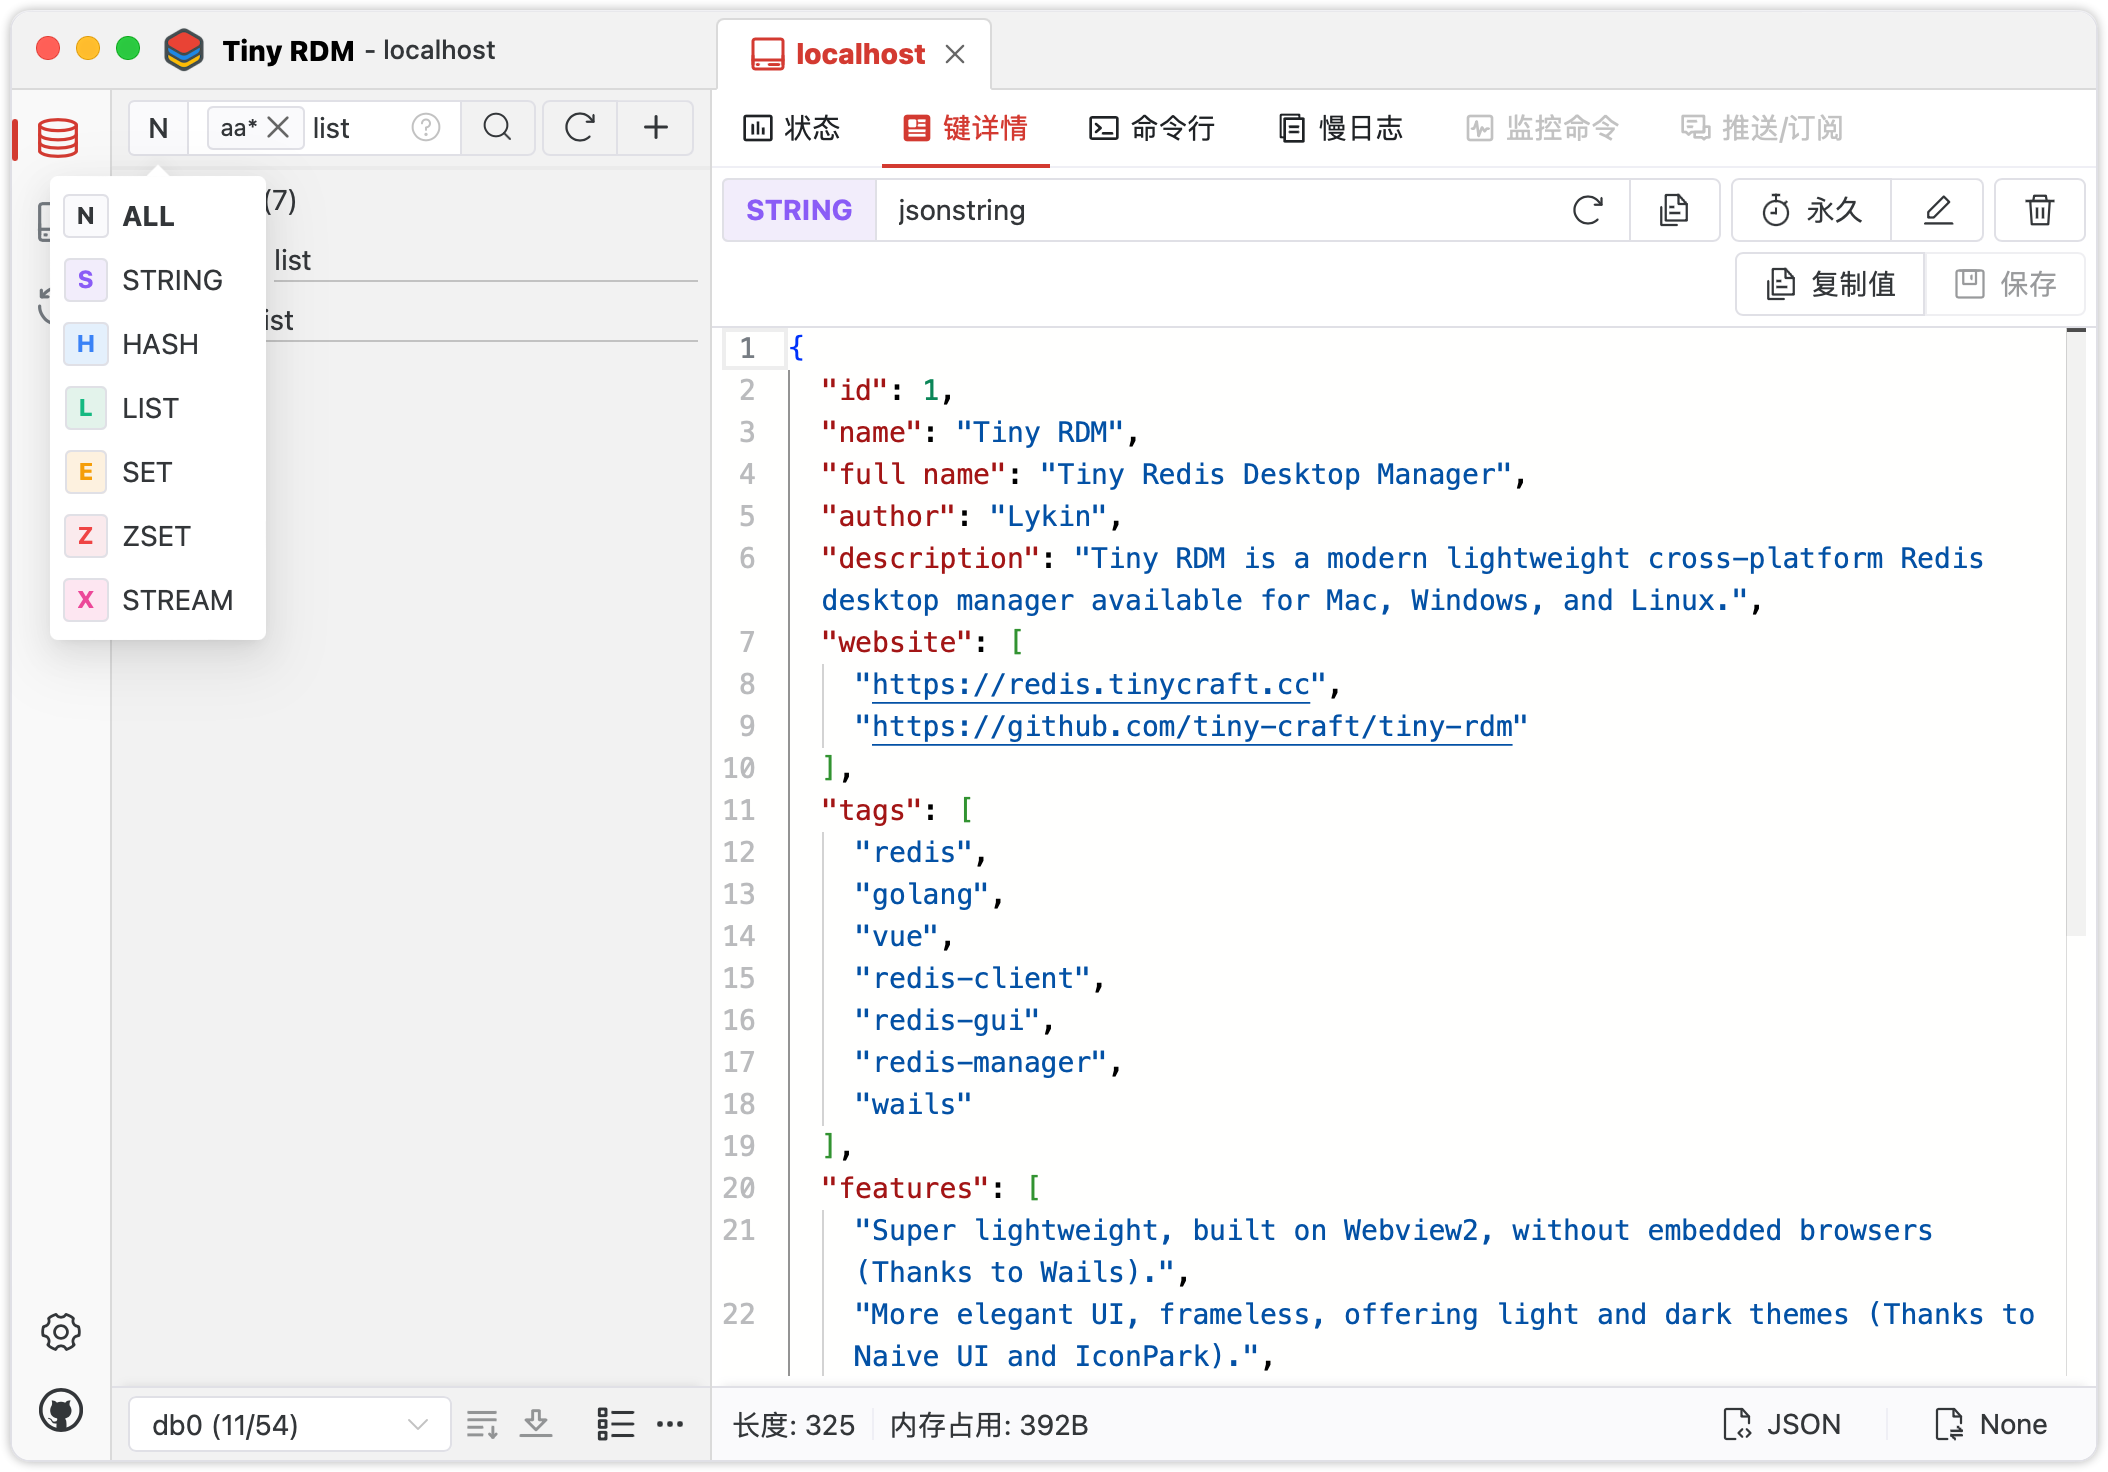 Tiny RDM - localhost
localhost
N aa* list
状态 键详情 命令行 慢日志 监控命令 推送/订阅
(7)
list
ist
N ALL
S STRING
H HASH
L LIST
E SET
Z ZSET
X STREAM
STRING jsonstring 永久
复制值 保存
1 {
2 "id": 1,
3 "name": "Tiny RDM",
4 "full name": "Tiny Redis Desktop Manager",
5 "author": "Lykin",
6 "description": "Tiny RDM is a modern lightweight cross-platform Redis
desktop manager available for Mac, Windows, and Linux.",
7 "website": [
8 "https://redis.tinycraft.cc",
9 "https://github.com/tiny-craft/tiny-rdm"
10 ],
11 "tags": [
12 "redis",
13 "golang",
14 "vue",
15 "redis-client",
16 "redis-gui",
17 "redis-manager",
18 "wails"
19 ],
20 "features": [
21 "Super lightweight, built on Webview2, without embedded browsers
(Thanks to Wails).",
22 "More elegant UI, frameless, offering light and dark themes (Thanks to
Naive UI and IconPark).",
db0 (11/54)
长度: 325 内存占用: 392B
JSON None